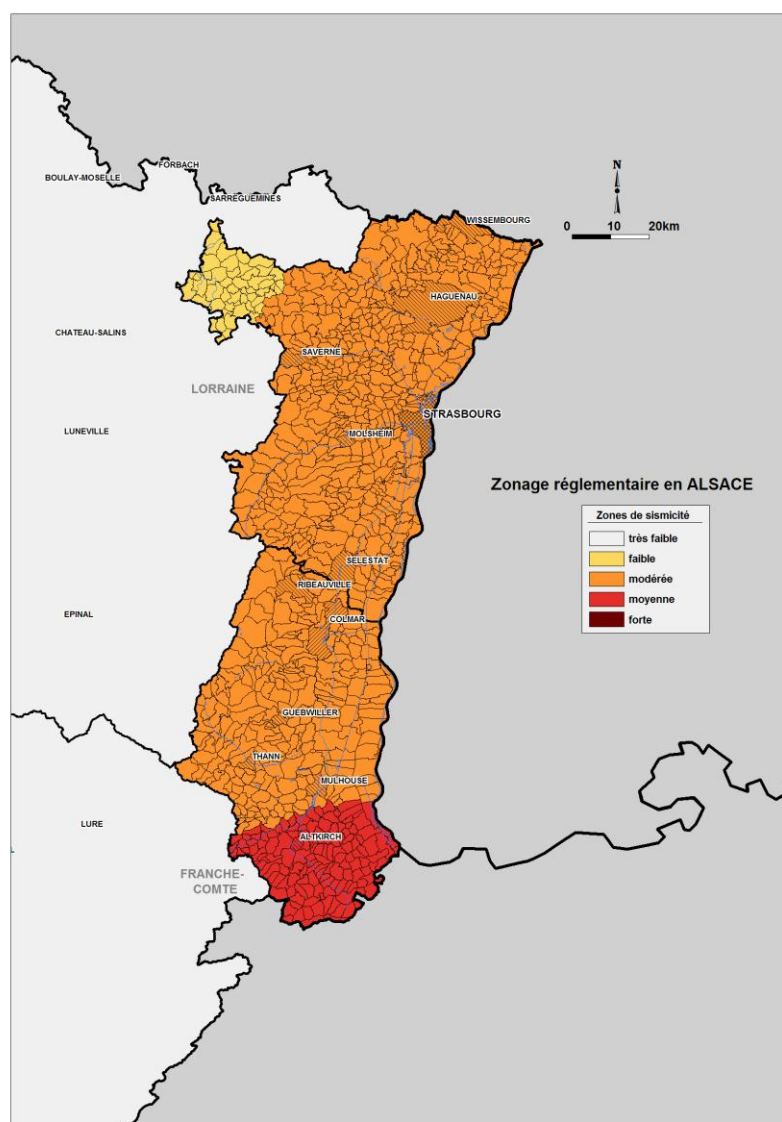 FORBACH
BOULAY-MOSELLE
SARREGUEMINES
N
WISSEMBOURG
0 10 20km
HAGUENAU
CHATEAU-SALINS
SAVERNE
LORRAINE
STRASBOURG
LUNEVILLE
MOLSHEIM
Zonage réglementaire en ALSACE
Zones de sismicité
très faible
faible
modérée
moyenne
forte
SELESTAT
RIBEAUVILLE
EPINAL
COLMAR
GUEBWILLER
THANN
MULHOUSE
LURE
ALTKIRCH
FRANCHE-
COMTE